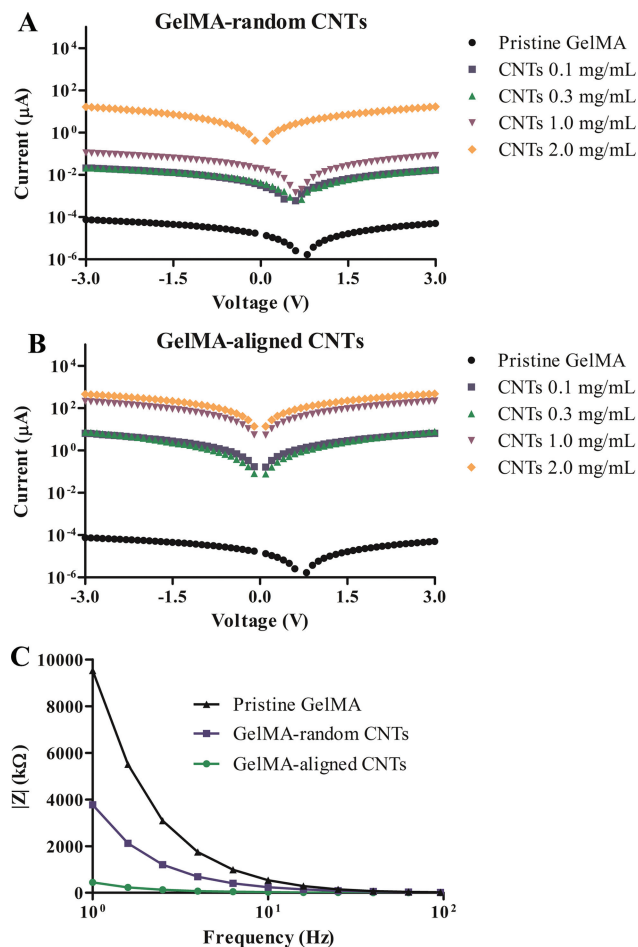 A
GelMA-random CNTs
10^4
10^2
10^0
10^-2
10^-4
10^-6
Current (μA)
-3.0 -1.5 0.0 1.5 3.0
Voltage (V)
Pristine GelMA
CNTs 0.1 mg/mL
CNTs 0.3 mg/mL
CNTs 1.0 mg/mL
CNTs 2.0 mg/mL
B
GelMA-aligned CNTs
10^4
10^2
10^0
10^-2
10^-4
10^-6
Current (μA)
-3.0 -1.5 0.0 1.5 3.0
Voltage (V)
Pristine GelMA
CNTs 0.1 mg/mL
CNTs 0.3 mg/mL
CNTs 1.0 mg/mL
CNTs 2.0 mg/mL
C
10000
8000
6000
4000
2000
0
|Z| (kΩ)
Pristine GelMA
GelMA-random CNTs
GelMA-aligned CNTs
10^0 10^1 10^2
Frequency (Hz)